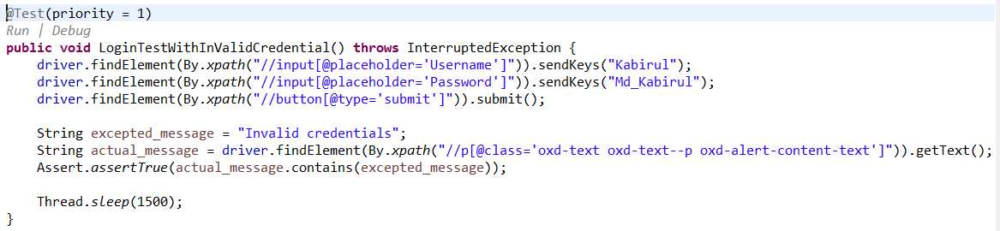 @Test(priority = 1)
Run | Debug
public void LoginTestWithInValidCredential() throws InterruptedException {
    driver.findElement(By.xpath("//input[@placeholder='Username']")).sendKeys("Kabirul");
    driver.findElement(By.xpath("//input[@placeholder='Password']")).sendKeys("Md_Kabirul");
    driver.findElement(By.xpath("//button[@type='submit']")).submit();

    String excepted_message = "Invalid credentials";
    String actual_message = driver.findElement(By.xpath("//p[@class='oxd-text oxd-text--p oxd-alert-content-text']")).getText();
    Assert.assertTrue(actual_message.contains(excepted_message));

    Thread.sleep(1500);
}